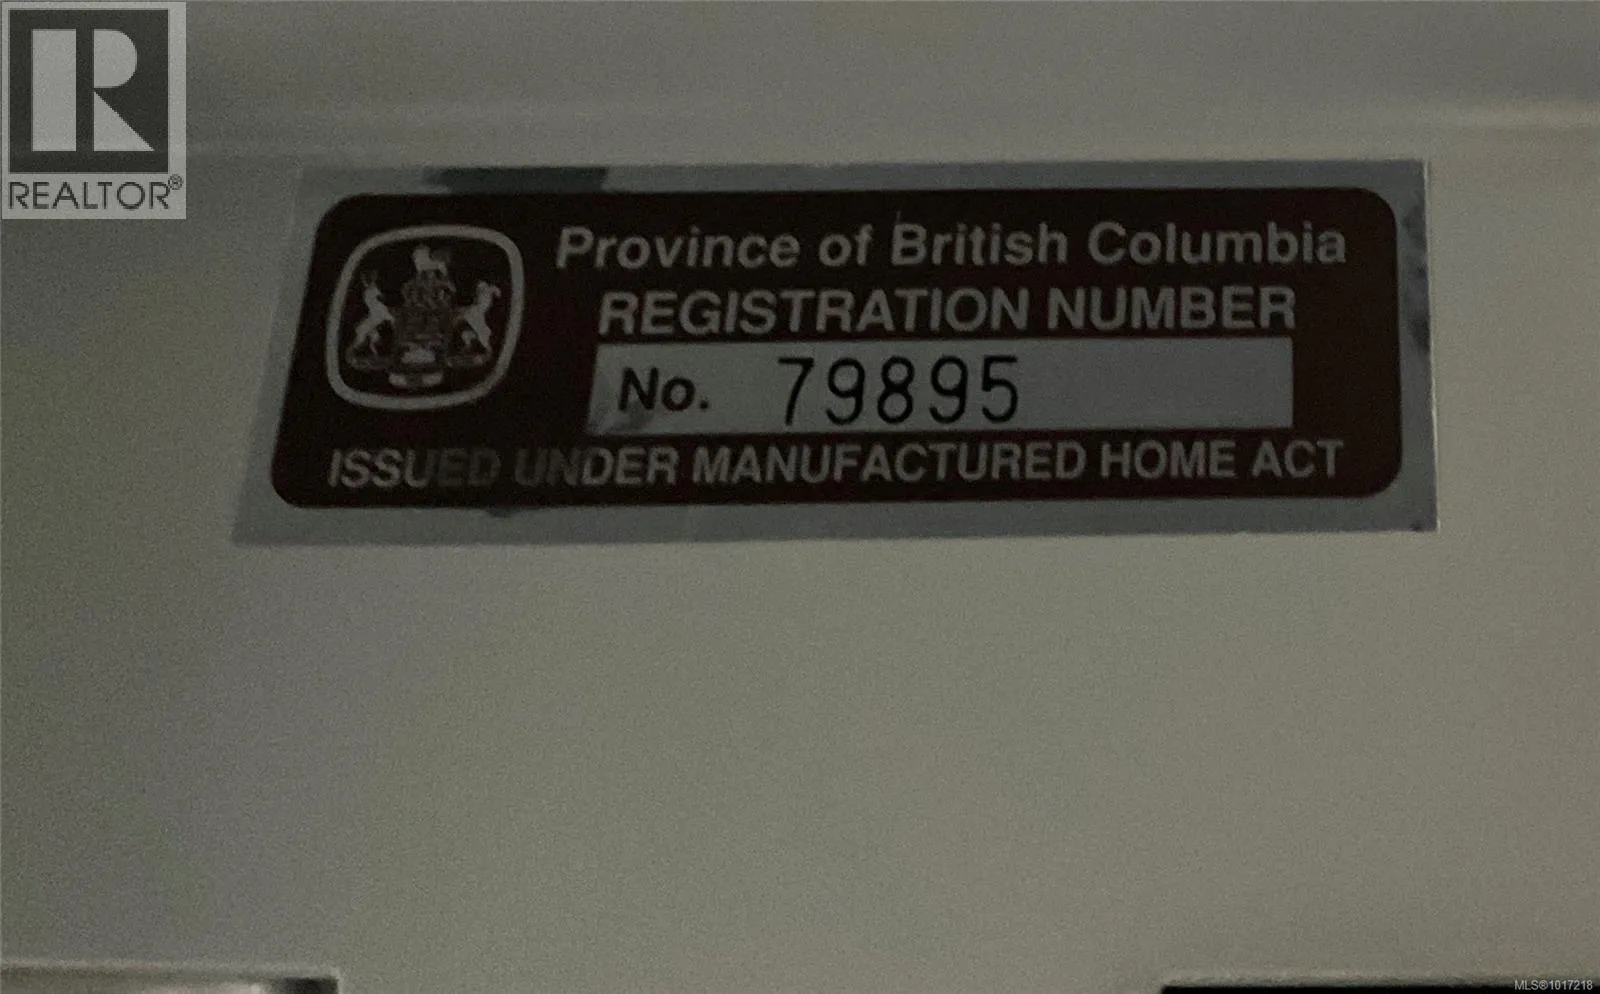 REALTOR®
Province of British Columbia
REGISTRATION NUMBER
No. 79895
ISSUED UNDER MANUFACTURED HOME ACT
MLS®1017218